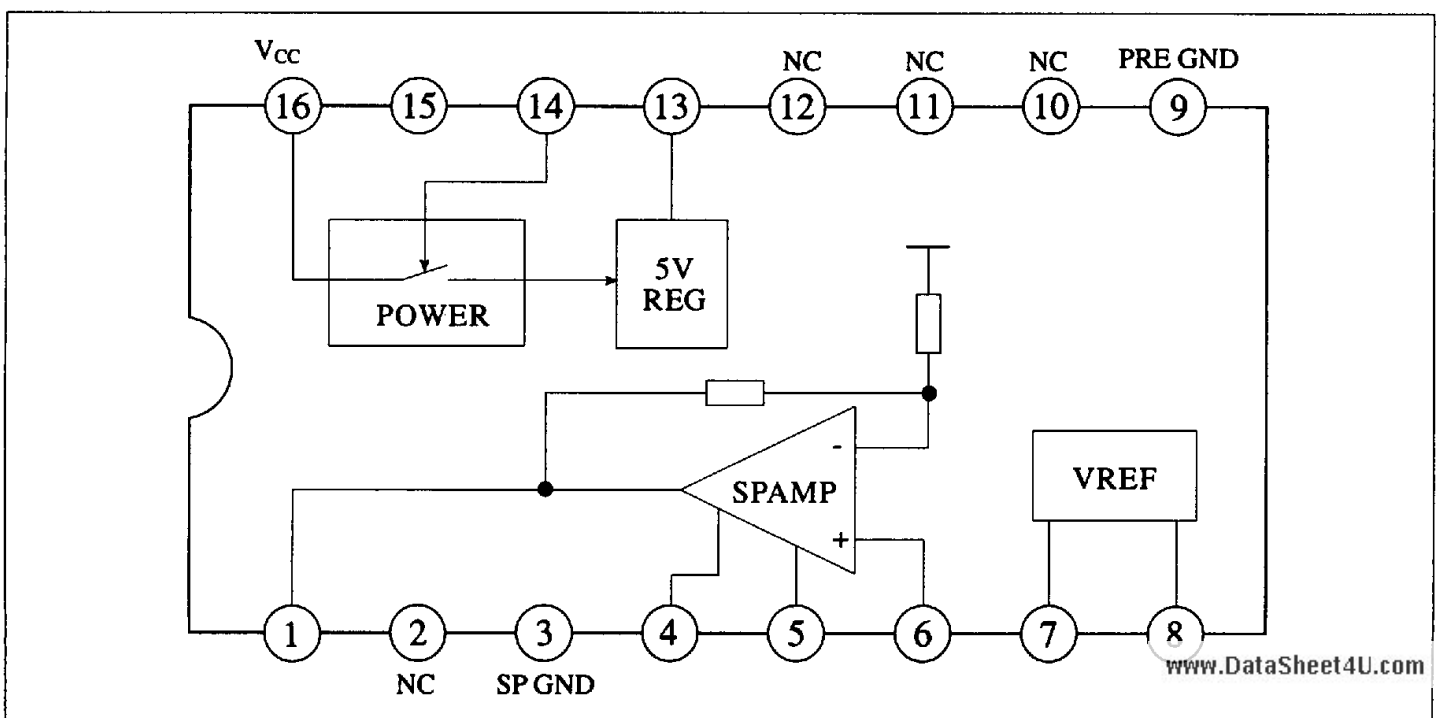 V_CC NC NC NC PRE GND
16 15 14 13 12 11 10 9
5V
REG
POWER
-
SPAMP
VREF
+
1 2 3 4 5 6 7 8
NC SP GND
www.DataSheet4U.com